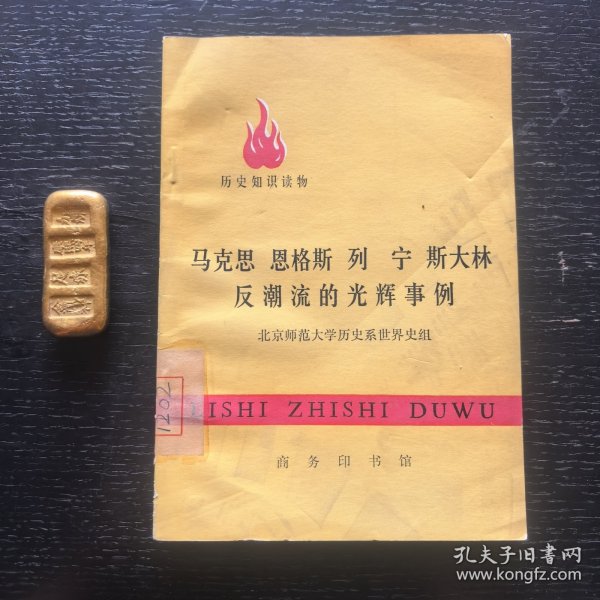 历史知识读物
马克思 恩格斯 列 宁 斯大林
反潮流的光辉事例
北京师范大学历史系世界史组
1202
ISHI ZHISHI DUWU
商务印书馆
孔夫子旧书网
www.kongfz.com